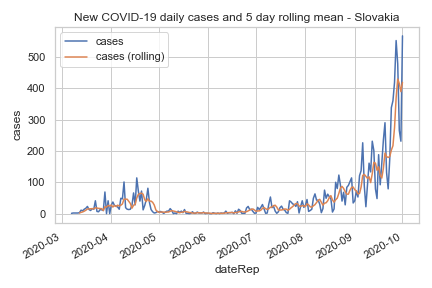 New COVID-19 daily cases and 5 day rolling mean - Slovakia
cases
cases (rolling)
500
400
300
200
100
0
cases
2020-03
2020-04
2020-05
2020-06
2020-07
2020-08
2020-09
2020-10
dateRep